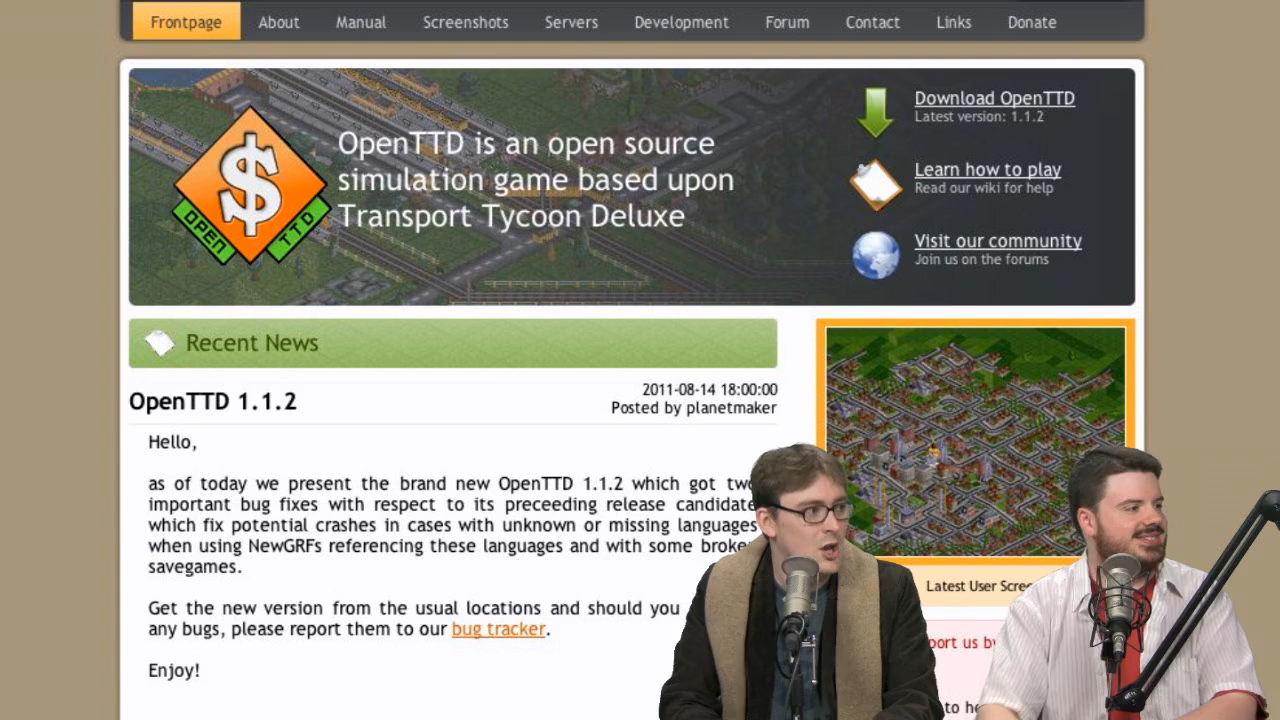 Frontpage About Manual Screenshots Servers Development Forum Contact Links Donate
OPEN TTD
OpenTTD is an open source
simulation game based upon
Transport Tycoon Deluxe
Download OpenTTD
Latest version: 1.1.2
Learn how to play
Read our wiki for help
Visit our community
Join us on the forums
Recent News
OpenTTD 1.1.2
2011-08-14 18:00:00
Posted by planetmaker
Hello,
as of today we present the brand new OpenTTD 1.1.2 which got two
important bug fixes with respect to its preceeding release candidate
which fix potential crashes in cases with unknown or missing languages
when using NewGRFs referencing these languages and with some
savegames.
Get the new version from the usual locations and should you
any bugs, please report them to our bug tracker.
Enjoy!
Latest User
us
to